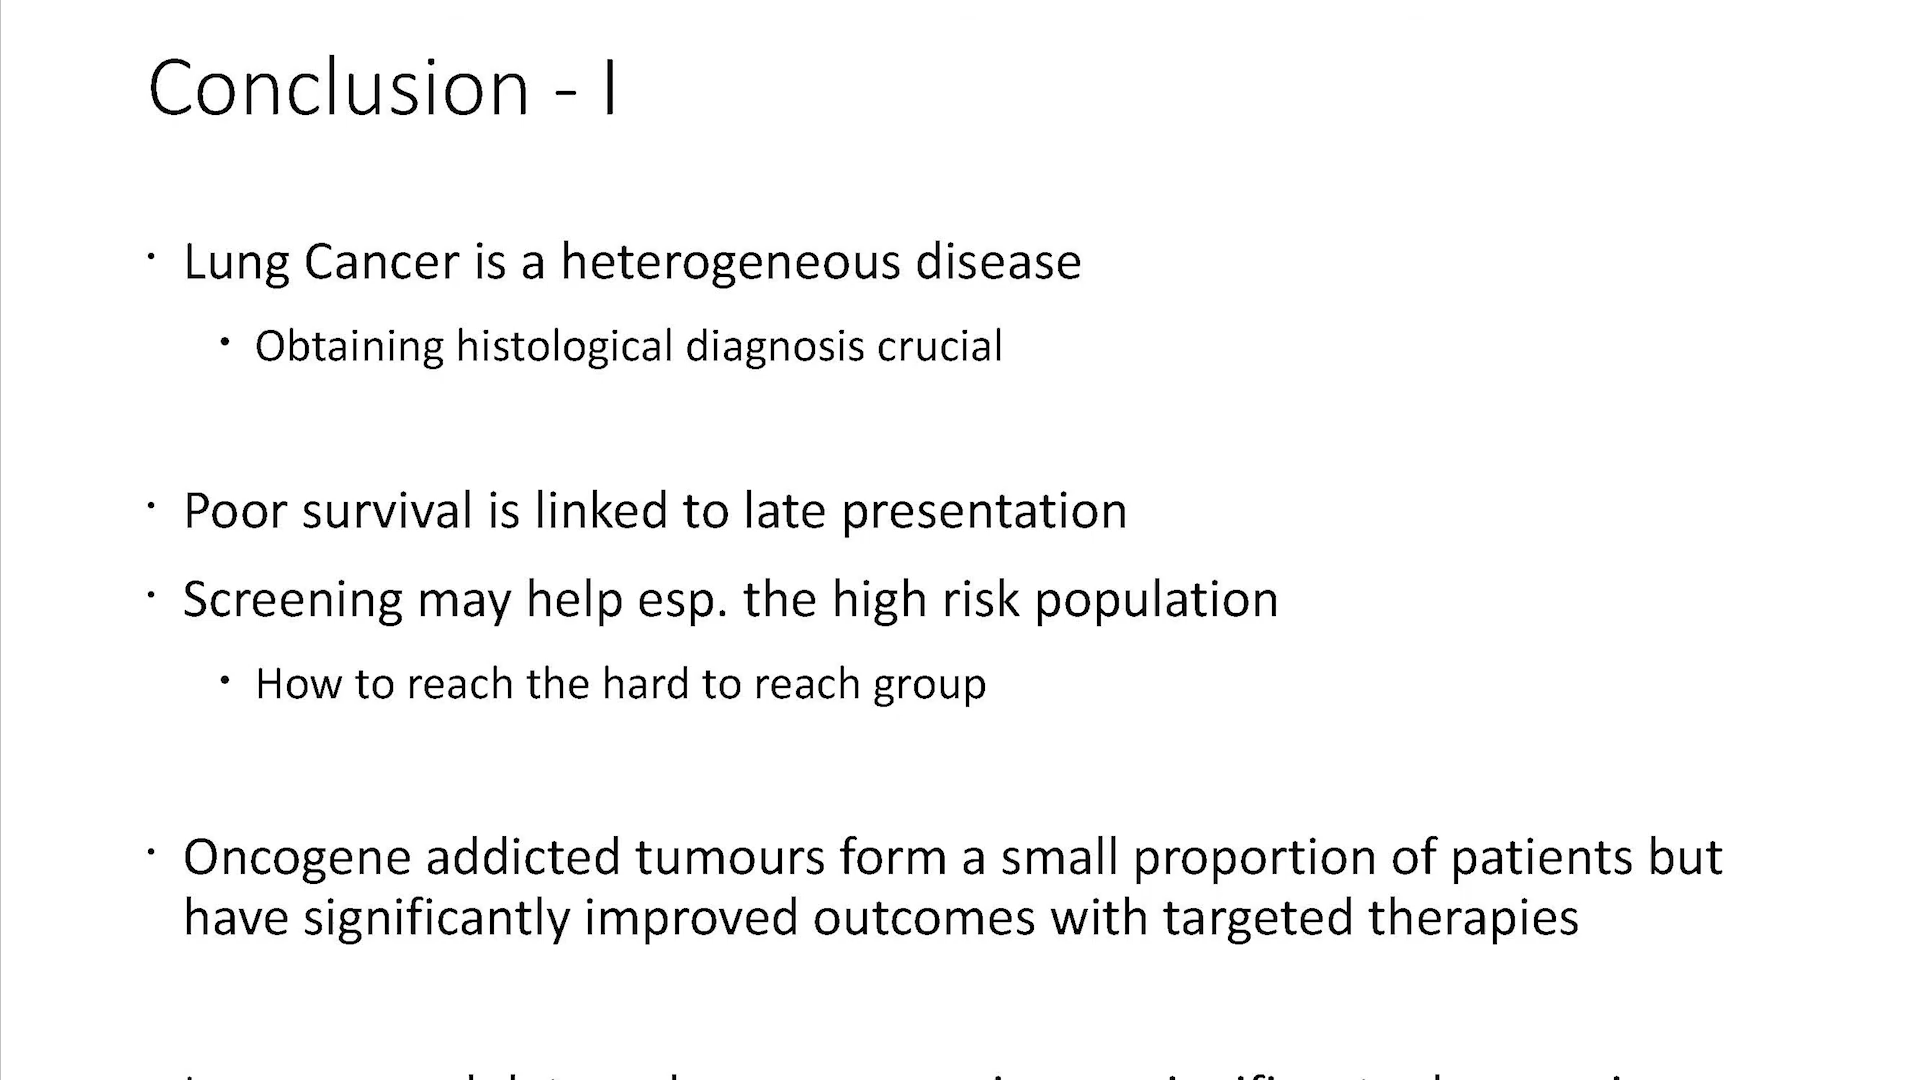 Conclusion - I
• Lung Cancer is a heterogeneous disease
• Obtaining histological diagnosis crucial
• Poor survival is linked to late presentation
• Screening may help esp. the high risk population
• How to reach the hard to reach group
• Oncogene addicted tumours form a small proportion of patients but
have significantly improved outcomes with targeted therapies